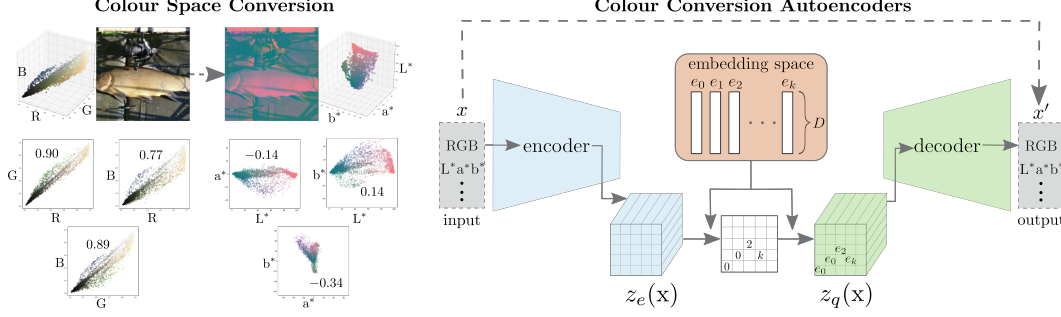 Colour Space Conversion
B
R
G
L*
b*
a*
0.90
G
R
0.77
B
R
-0.14
a*
L*
b*
0.14
L*
0.89
B
G
b*
-0.34
a*
Colour Conversion Autoencoders
x
RGB
L*a*b*
input
encoder
embedding space
e0 e1 e2 ek
D
decoder
x′
RGB
L*a*b*
output
2
0 k
0
e2
e0 ek
e0
ze(x)
zq(x)